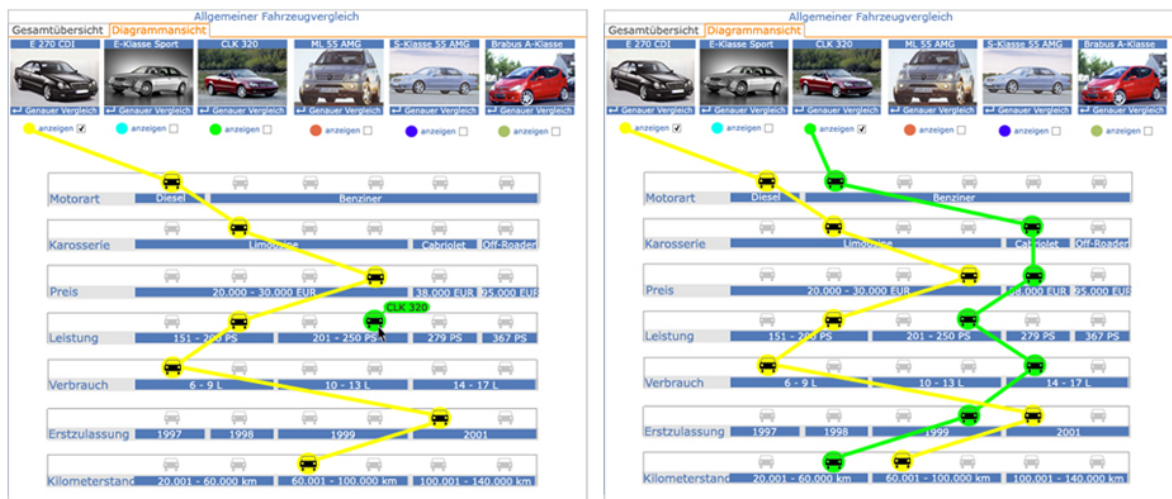 Allgemeiner Fahrzeugvergleich
Gesamtübersicht Diagrammansicht
E 270 CDI E-Klasse Sport CLK 320 ML 55 AMG S-Klasse 55 AMG Brabus A-Klasse
Genauer Vergleich Genauer Vergleich Genauer Vergleich Genauer Vergleich Genauer Vergleich Genauer Vergleich
anzeigen anzeigen anzeigen anzeigen anzeigen anzeigen
Motorart Diesel Benziner
Karosserie Limousine Cabriolet Off-Roader
Preis 20.000 - 30.000 EUR 38.000 EUR 95.000 EUR
CLK 320
Leistung 151 - 200 PS 201 - 250 PS 279 PS 367 PS
Verbrauch 6 - 9 L 10 - 13 L 14 - 17 L
Erstzulassung 1997 1998 1999 2001
Kilometerstand 20.001 - 60.000 km 60.001 - 100.000 km 100.001 - 140.000 km
Allgemeiner Fahrzeugvergleich
Gesamtübersicht Diagrammansicht
E 270 CDI E-Klasse Sport CLK 320 ML 55 AMG S-Klasse 55 AMG Brabus A-Klasse
Genauer Vergleich Genauer Vergleich Genauer Vergleich Genauer Vergleich Genauer Vergleich Genauer Vergleich
anzeigen anzeigen anzeigen anzeigen anzeigen anzeigen
Motorart Diesel Benziner
Karosserie Limousine Cabriolet Off-Roader
Preis 20.000 - 30.000 EUR 38.000 EUR 95.000 EUR
Leistung 151 - 200 PS 201 - 250 PS 279 PS 367 PS
Verbrauch 6 - 9 L 10 - 13 L 14 - 17 L
Erstzulassung 1997 1998 1999 2001
Kilometerstand 20.001 - 60.000 km 60.001 - 100.000 km 100.001 - 140.000 km